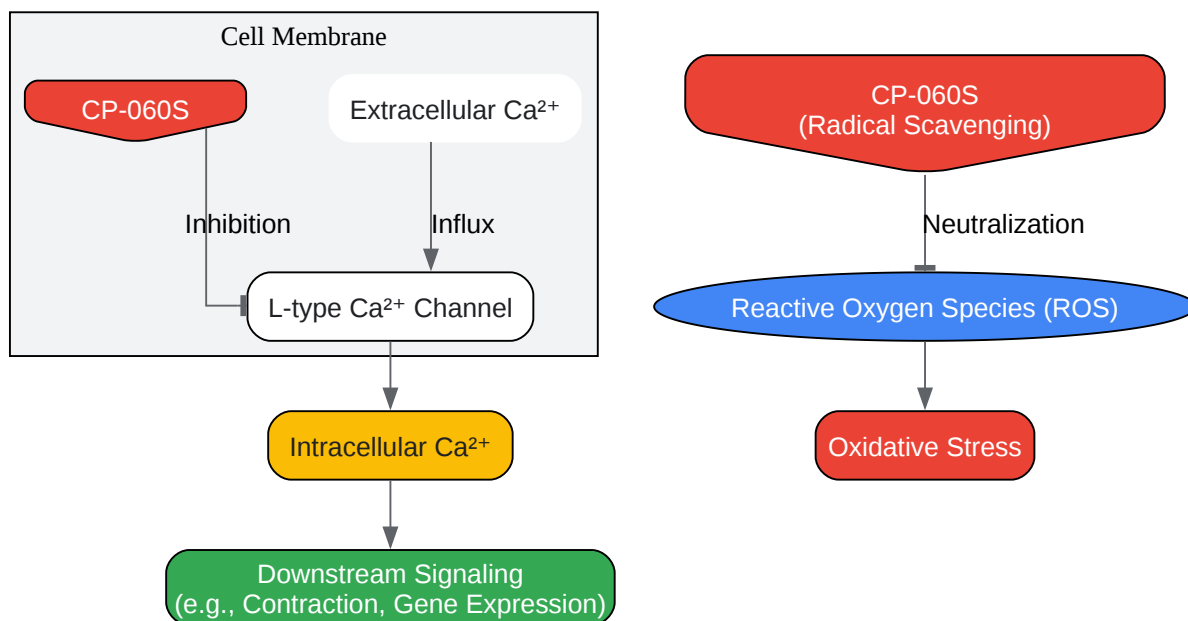 Cell Membrane
CP-060S
Extracellular Ca²⁺
Inhibition
Influx
L-type Ca²⁺ Channel
Intracellular Ca²⁺
Downstream Signaling
(e.g., Contraction, Gene Expression)
CP-060S
(Radical Scavenging)
Neutralization
Reactive Oxygen Species (ROS)
Oxidative Stress